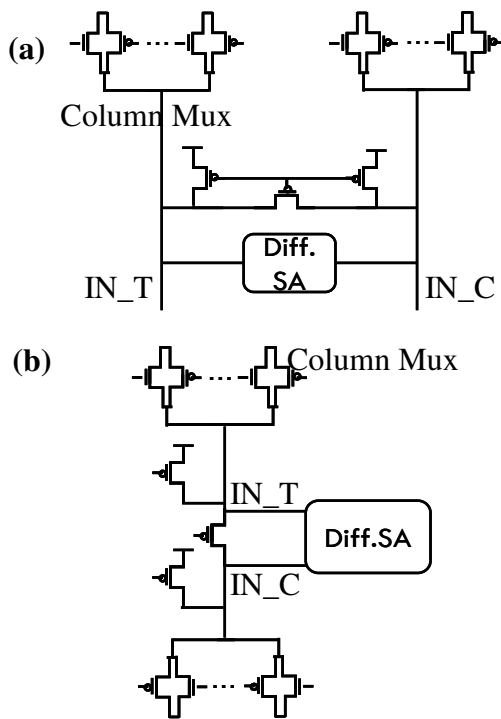 (a)
Column Mux
Diff.
SA
IN_T
IN_C
(b)
Column Mux
IN_T
Diff.SA
IN_C